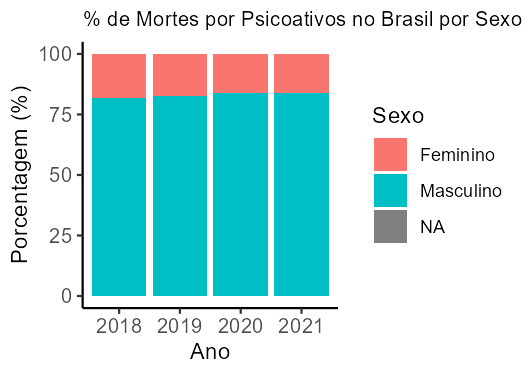 % de Mortes por Psicoativos no Brasil por Sexo
100
75
50
25
0
Porcentagem (%)
2018 2019 2020 2021
Ano
Sexo
Feminino
Masculino
NA